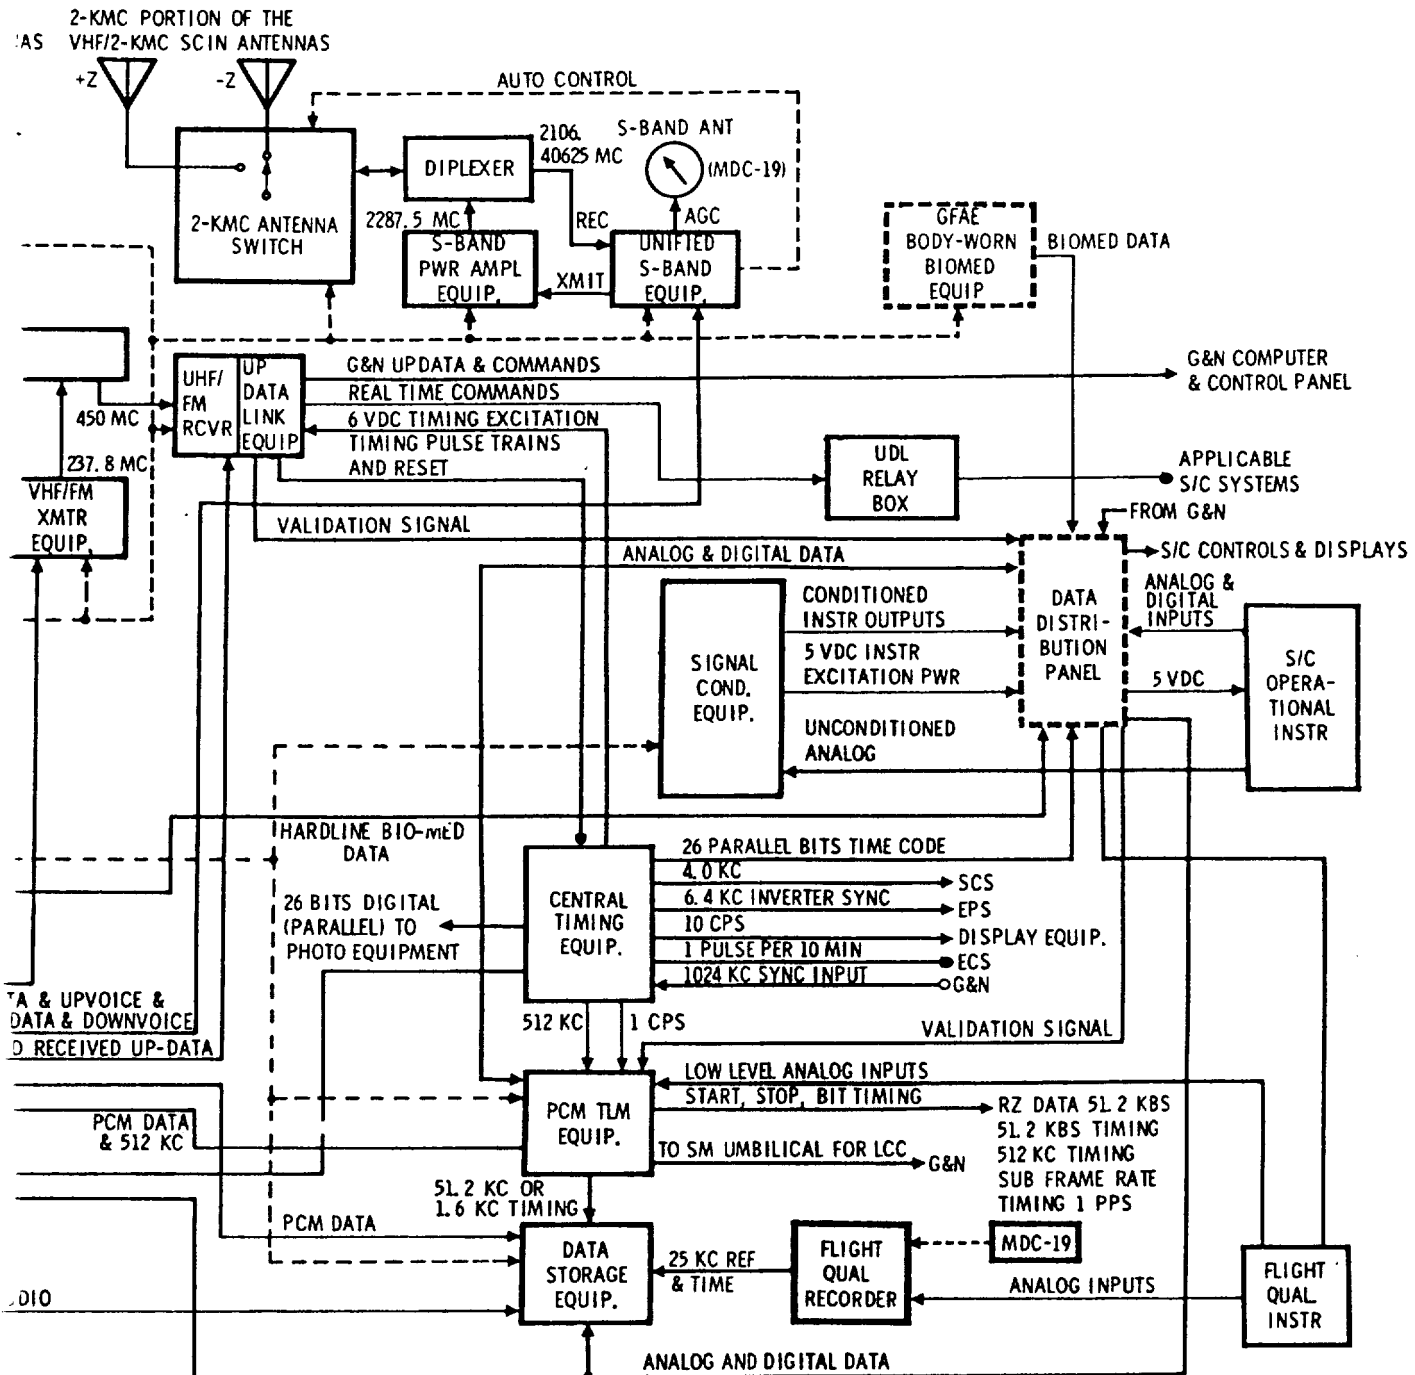 2-KMC PORTION OF THE
VHF/2-KMC SCIN ANTENNAS
+Z
-Z
AUTO CONTROL
2-KMC ANTENNA
SWITCH
DIPLEXER
2106.
40625 MC
S-BAND ANT
(MDC-19)
2287.5 MC
REC
AGC
S-BAND
PWR AMPL
EQUIP.
XMIT
UNIFIED
S-BAND
EQUIP.
GFAE
BODY-WORN
BIOMED
EQUIP
BIOMED DATA
UHF/
FM
RCVR
UP
DATA
LINK
EQUIP
450 MC
237.8 MC
VHF/FM
XMTR
EQUIP.
G&N UPDATA & COMMANDS
REAL TIME COMMANDS
6 VDC TIMING EXCITATION
TIMING PULSE TRAINS
AND RESET
G&N COMPUTER
& CONTROL PANEL
UDL
RELAY
BOX
APPLICABLE
S/C SYSTEMS
FROM G&N
VALIDATION SIGNAL
ANALOG & DIGITAL DATA
S/C CONTROLS & DISPLAYS
SIGNAL
COND.
EQUIP.
CONDITIONED
INSTR OUTPUTS
5 VDC INSTR
EXCITATION PWR
UNCONDITIONED
ANALOG
DATA
DISTRI-
BUTION
PANEL
ANALOG &
DIGITAL
INPUTS
5 VDC
S/C
OPERA-
TIONAL
INSTR
HARDLINE BIO-MED
DATA
26 BITS DIGITAL
(PARALLEL) TO
PHOTO EQUIPMENT
CENTRAL
TIMING
EQUIP.
26 PARALLEL BITS TIME CODE
4.0 KC
SCS
6.4 KC INVERTER SYNC
EPS
10 CPS
DISPLAY EQUIP.
1 PULSE PER 10 MIN
ECS
1024 KC SYNC INPUT
G&N
512 KC
1 CPS
VALIDATION SIGNAL
& UPVOICE &
DATA & DOWNVOICE
RECEIVED UP-DATA
PCM DATA
& 512 KC
PCM TLM
EQUIP.
LOW LEVEL ANALOG INPUTS
START, STOP, BIT TIMING
RZ DATA 51.2 KBS
51.2 KBS TIMING
512 KC TIMING
SUB FRAME RATE
TIMING 1 PPS
TO SM UMBILICAL FOR LCC
G&N
51.2 KC OR
1.6 KC TIMING
PCM DATA
DATA
STORAGE
EQUIP.
25 KC REF
& TIME
FLIGHT
QUAL
RECORDER
MDC-19
ANALOG INPUTS
FLIGHT
QUAL
INSTR
ANALOG AND DIGITAL DATA